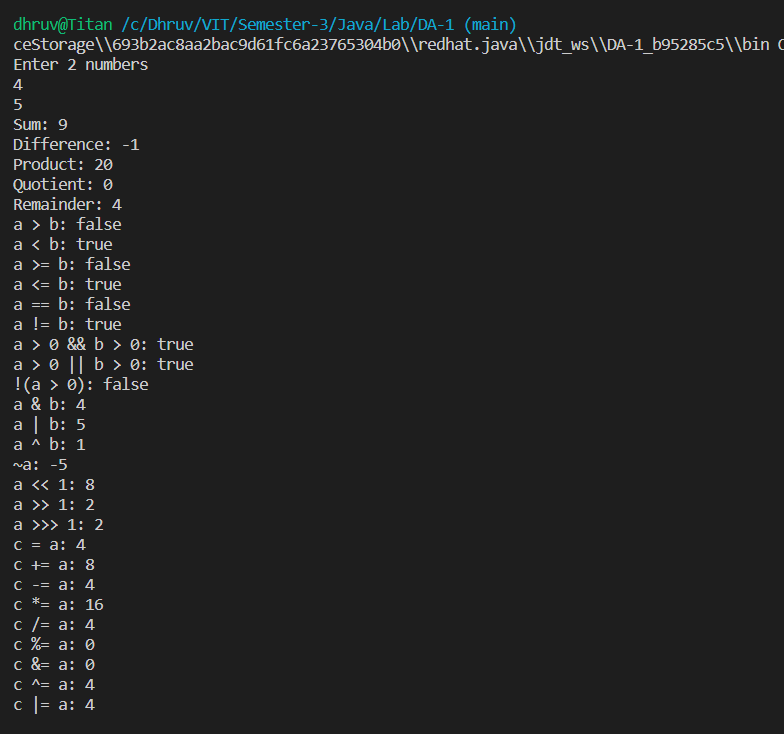 dhruv@Titan /c/Dhruv/VIT/Semester-3/Java/Lab/DA-1 (main)
ceStorage\\693b2ac8aa2bac9d61fc6a23765304b0\\redhat.java\\jdt_ws\\DA-1_b95285c5\\bin C
Enter 2 numbers
4
5
Sum: 9
Difference: -1
Product: 20
Quotient: 0
Remainder: 4
a > b: false
a < b: true
a >= b: false
a <= b: true
a == b: false
a != b: true
a > 0 && b > 0: true
a > 0 || b > 0: true
!(a > 0): false
a & b: 4
a | b: 5
a ^ b: 1
~a: -5
a << 1: 8
a >> 1: 2
a >>> 1: 2
c = a: 4
c += a: 8
c -= a: 4
c *= a: 16
c /= a: 4
c %= a: 0
c &= a: 0
c ^= a: 4
c |= a: 4